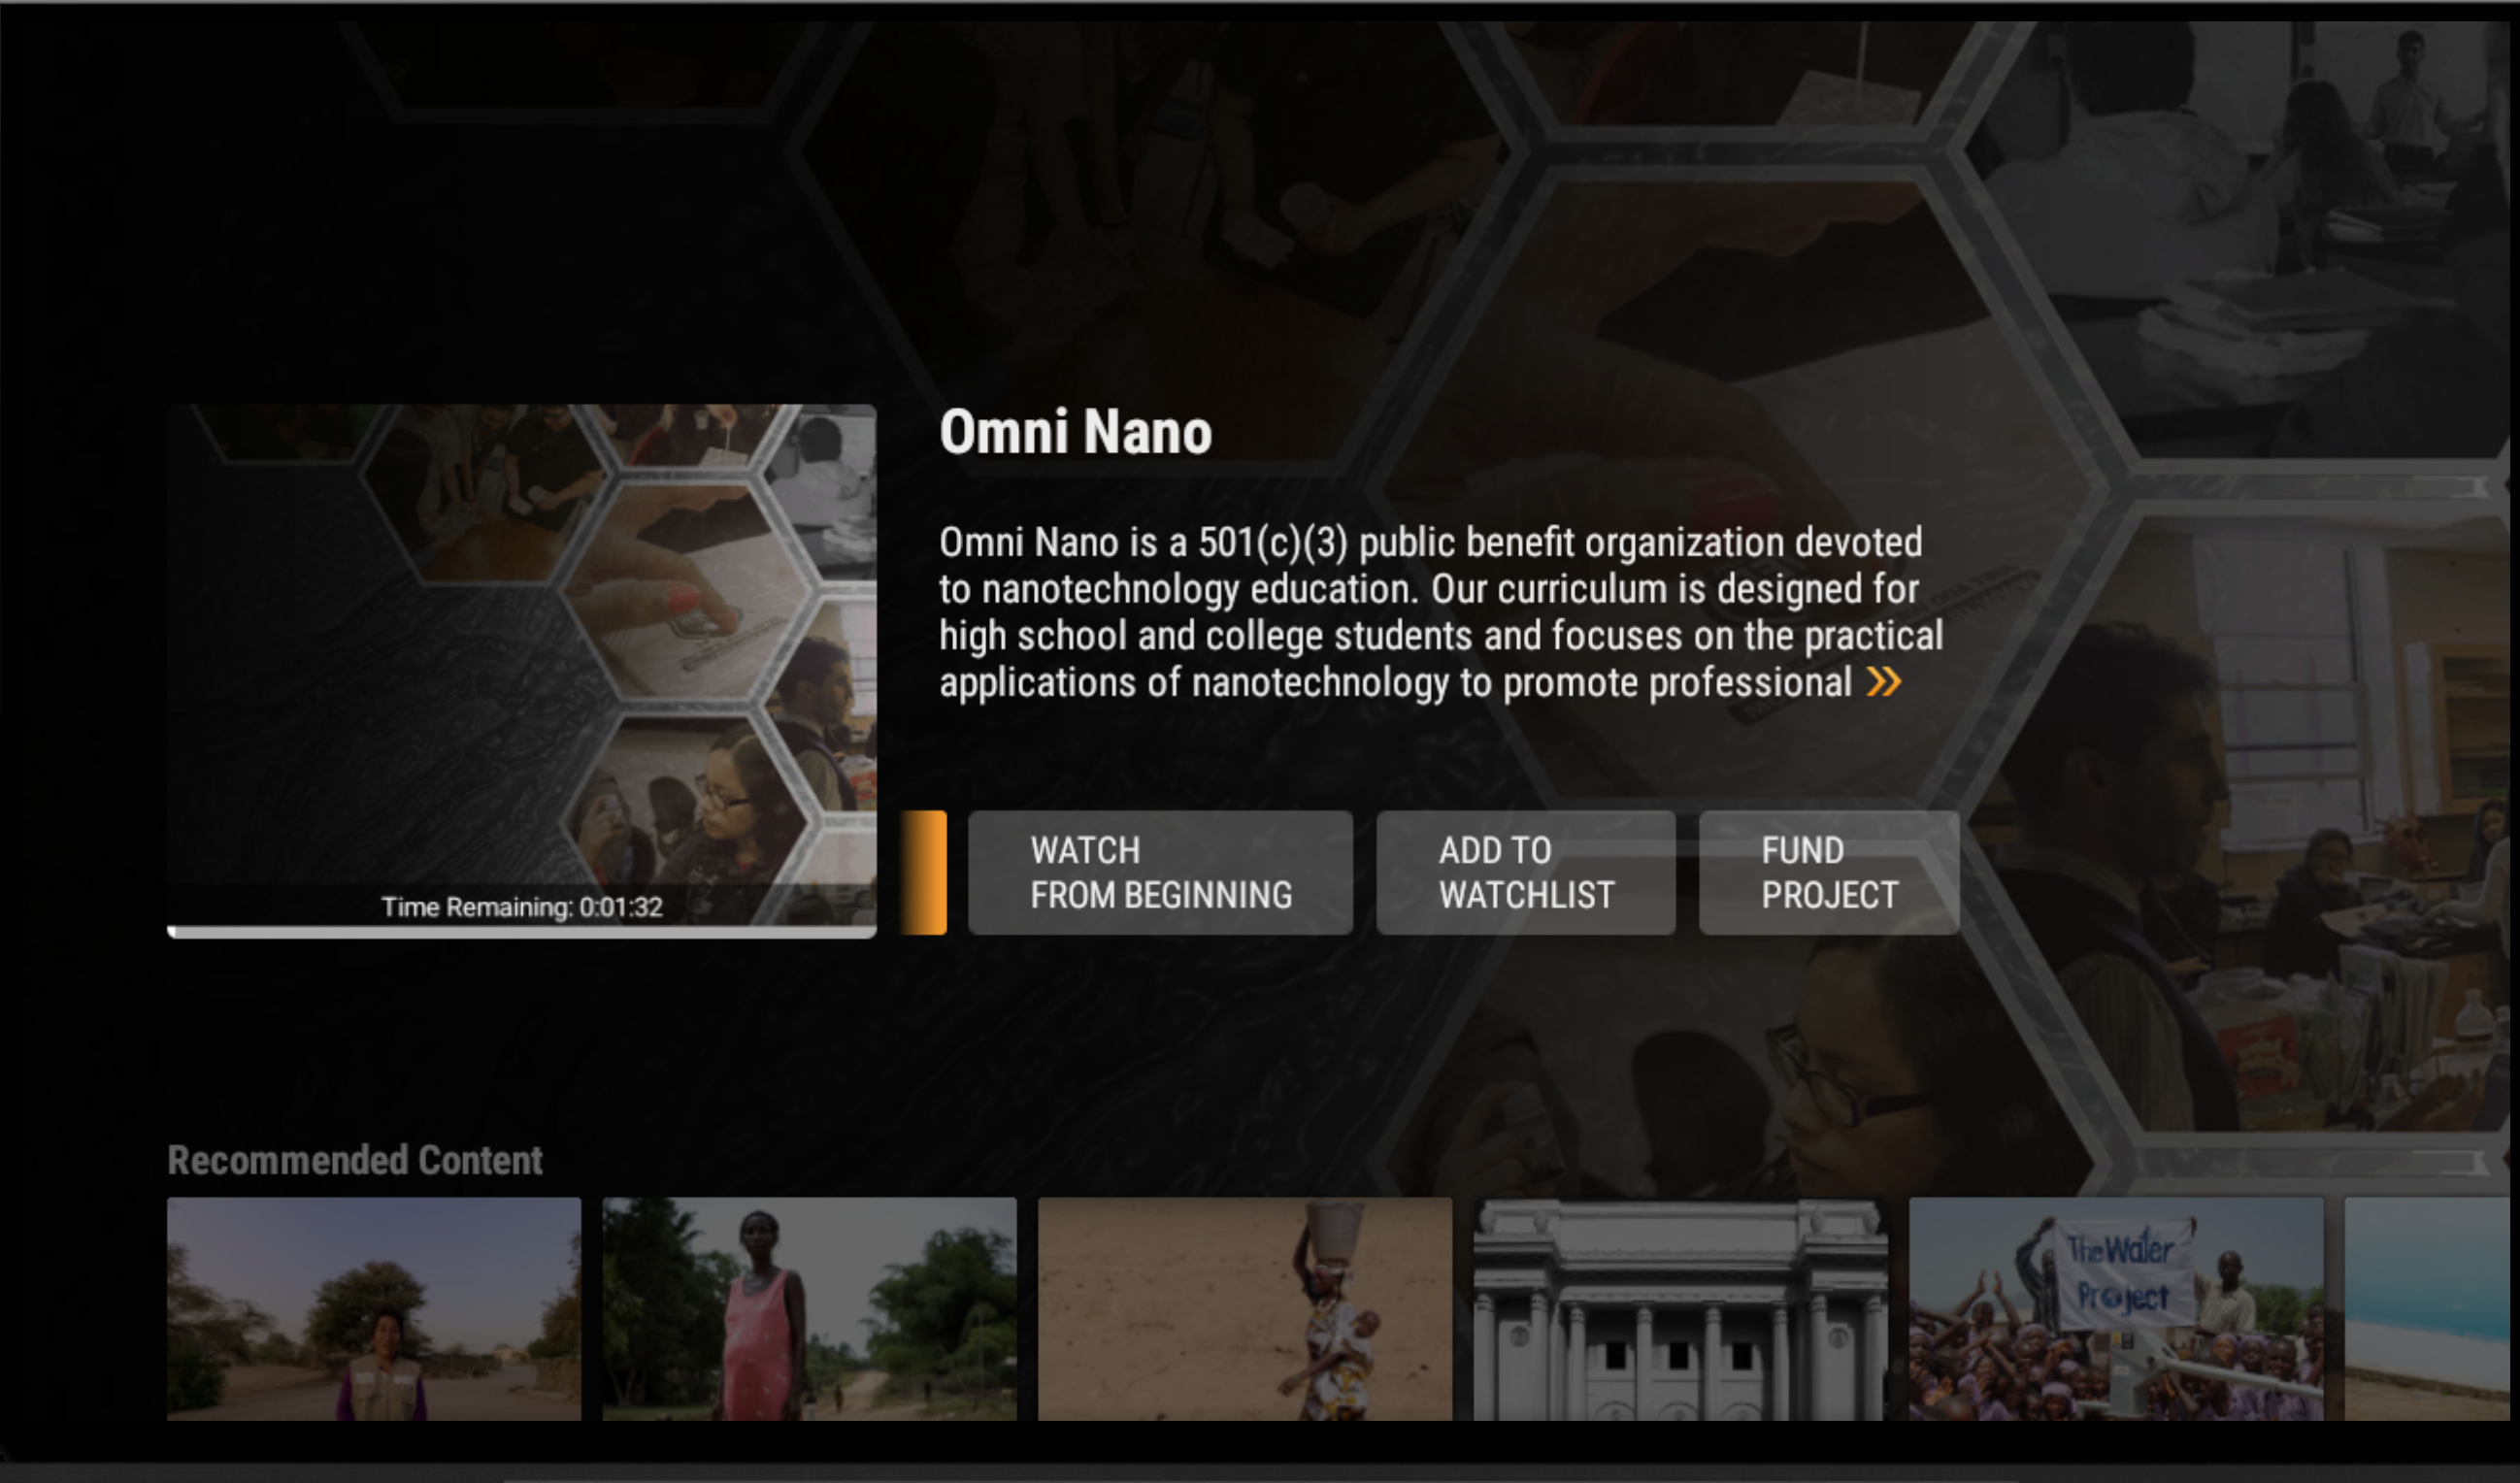 Omni Nano
Omni Nano is a 501(c)(3) public benefit organization devoted
to nanotechnology education. Our curriculum is designed for
high school and college students and focuses on the practical
applications of nanotechnology to promote professional »
Time Remaining: 0:01:32
WATCH
FROM BEGINNING
ADD TO
WATCHLIST
FUND
PROJECT
Recommended Content
The Water
Project